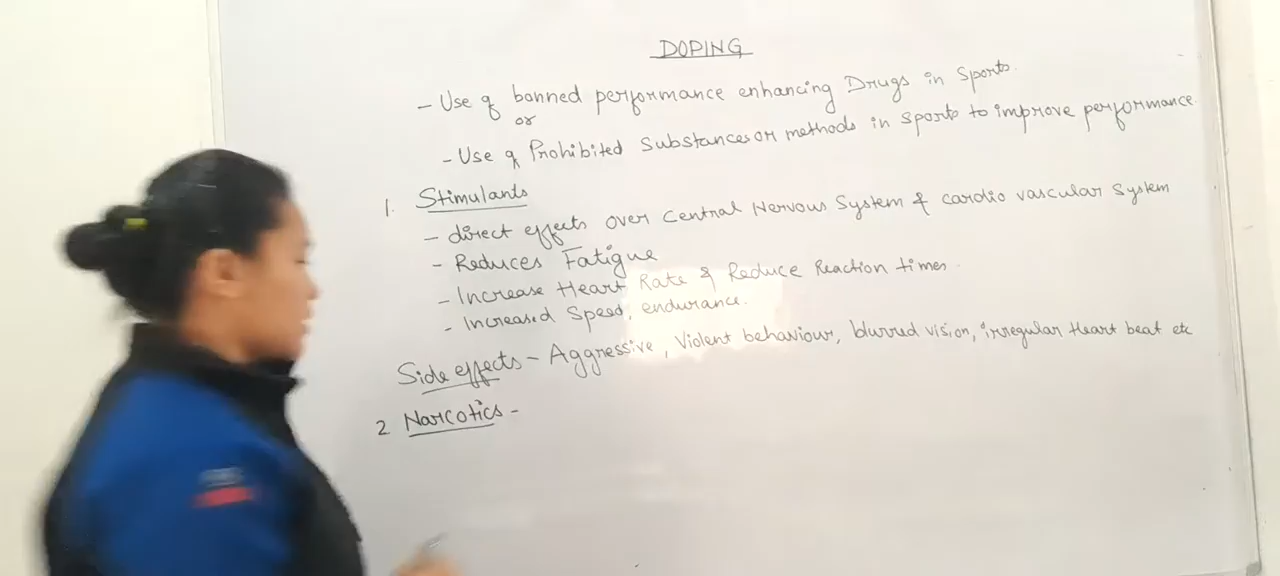 DOPING
- Use of banned performance enhancing Drugs in Sports.
or
- Use of Prohibited Substances or methods in sports to improve performance.
1. Stimulants
- direct effects over Central Nervous System & cardio vascular system
- Reduces Fatigue
- Increase Heart Rate & Reduce Reaction times.
- Increased Speed, endurance.
Side effects - Aggressive, Violent behaviour, blurred vision, irregular Heart beat etc
2. Narcotics -